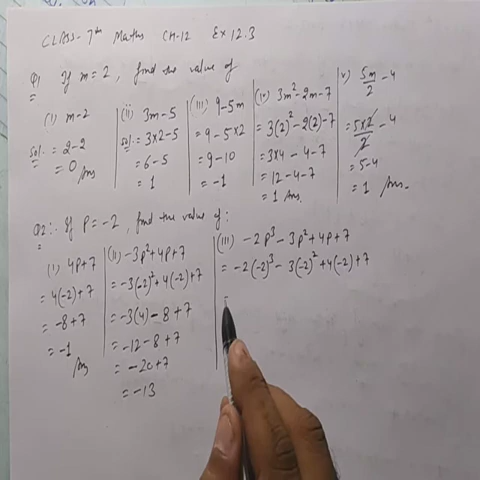 CLASS - 7th Maths CH-12 Ex 12.3
Q1 If m = 2, find the value of
(i) m-2
Sol. = 2-2
= 0 Ans
(ii) 3m-5
Sol. = 3×2-5
= 6-5
= 1
(iii) 9-5m
= 9-5×2
= 9-10
= -1
(iv) 3m²-2m-7
= 3(2)²-2(2)-7
= 3×4-4-7
= 12-4-7
= 1 Ans.
v) 5m/2 - 4
= 5×2/2 - 4
= 5-4
= 1 Ans.
Q2:- If P = -2, find the value of:
(i) 4p+7
= 4(-2)+7
= -8+7
= -1
Ans
(ii) -3p²+4p+7
= -3(-2)²+4(-2)+7
= -3(4)-8+7
= -12-8+7
= -20+7
= -13
(iii) -2p³-3p²+4p+7
= -2(-2)³-3(-2)²+4(-2)+7
=